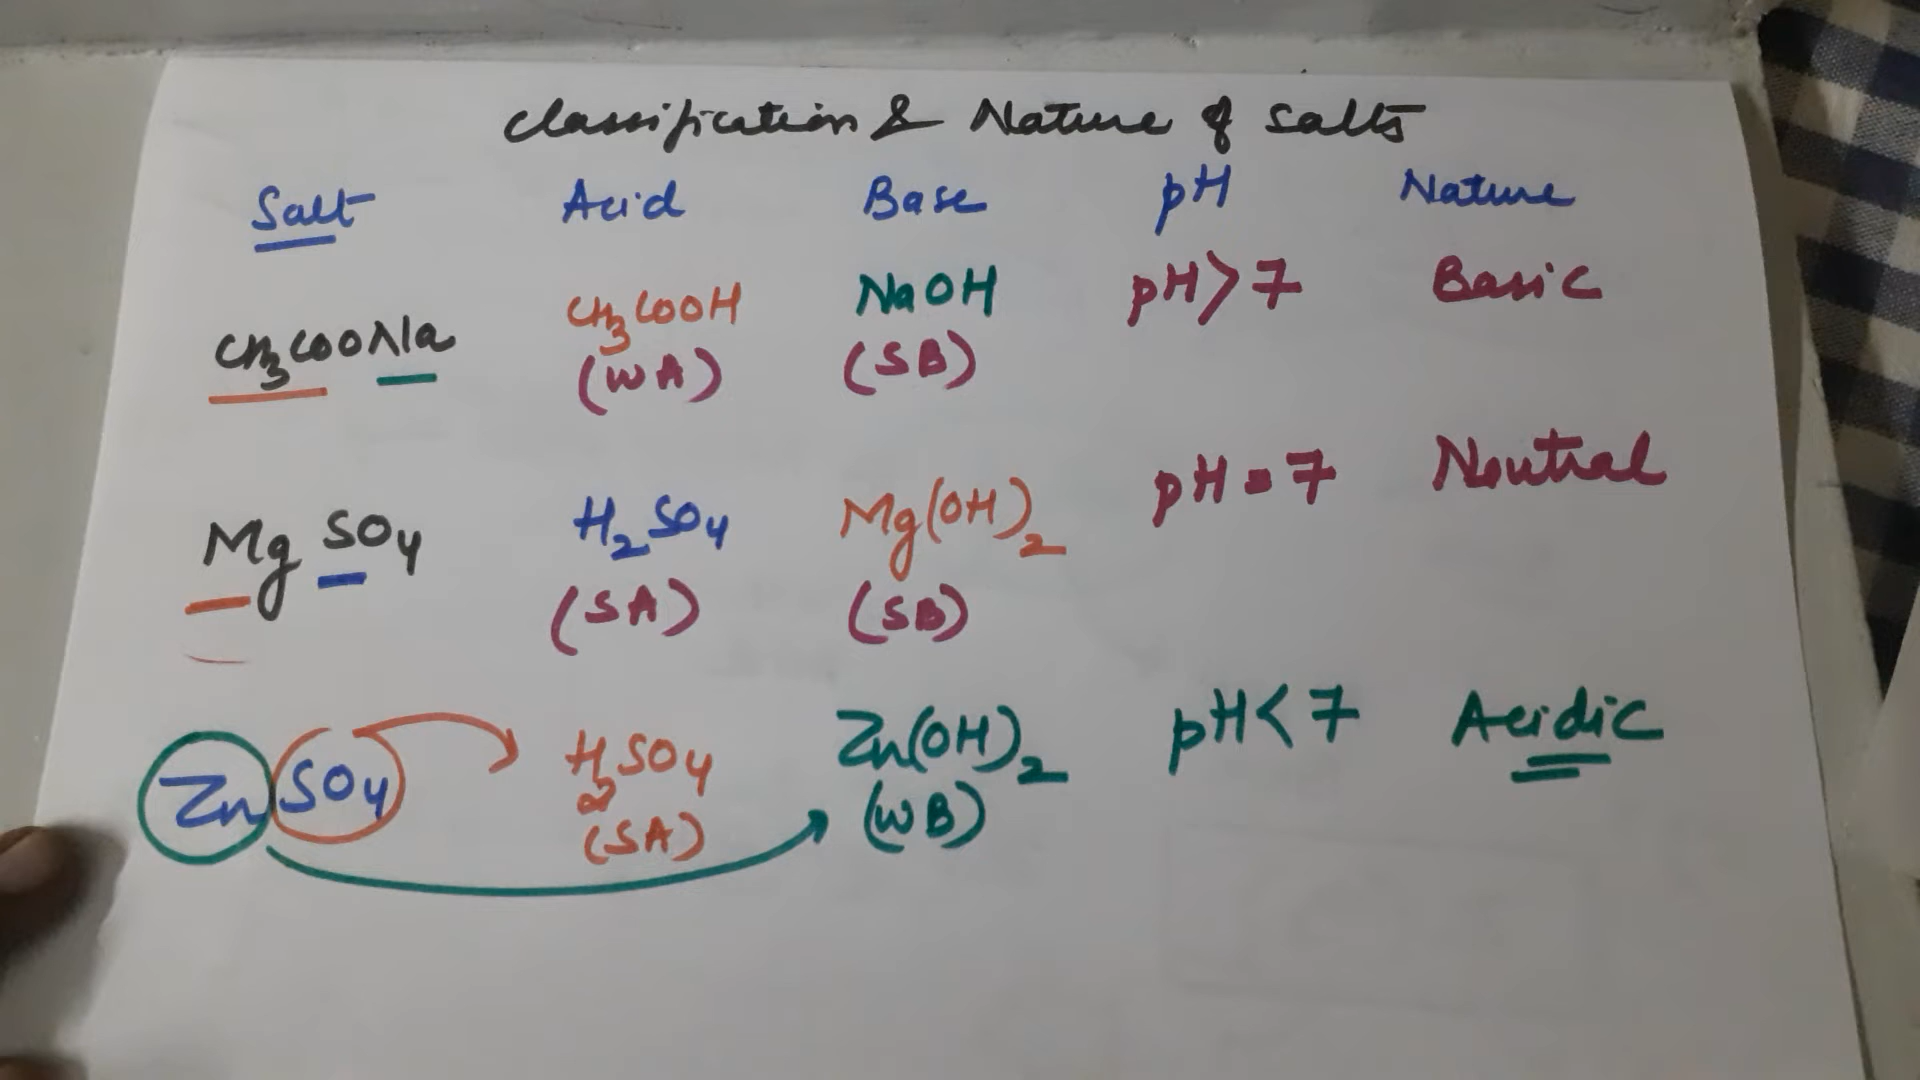 Classification & Nature of Salts
Salt Acid Base pH Nature
CH3COONa CH3COOH NaOH pH>7 Basic
(WA) (SB)
MgSO4 H2SO4 Mg(OH)2 pH=7 Neutral
(SA) (SB)
ZnSO4 H2SO4 Zn(OH)2 pH<7 Acidic
(SA) (WB)